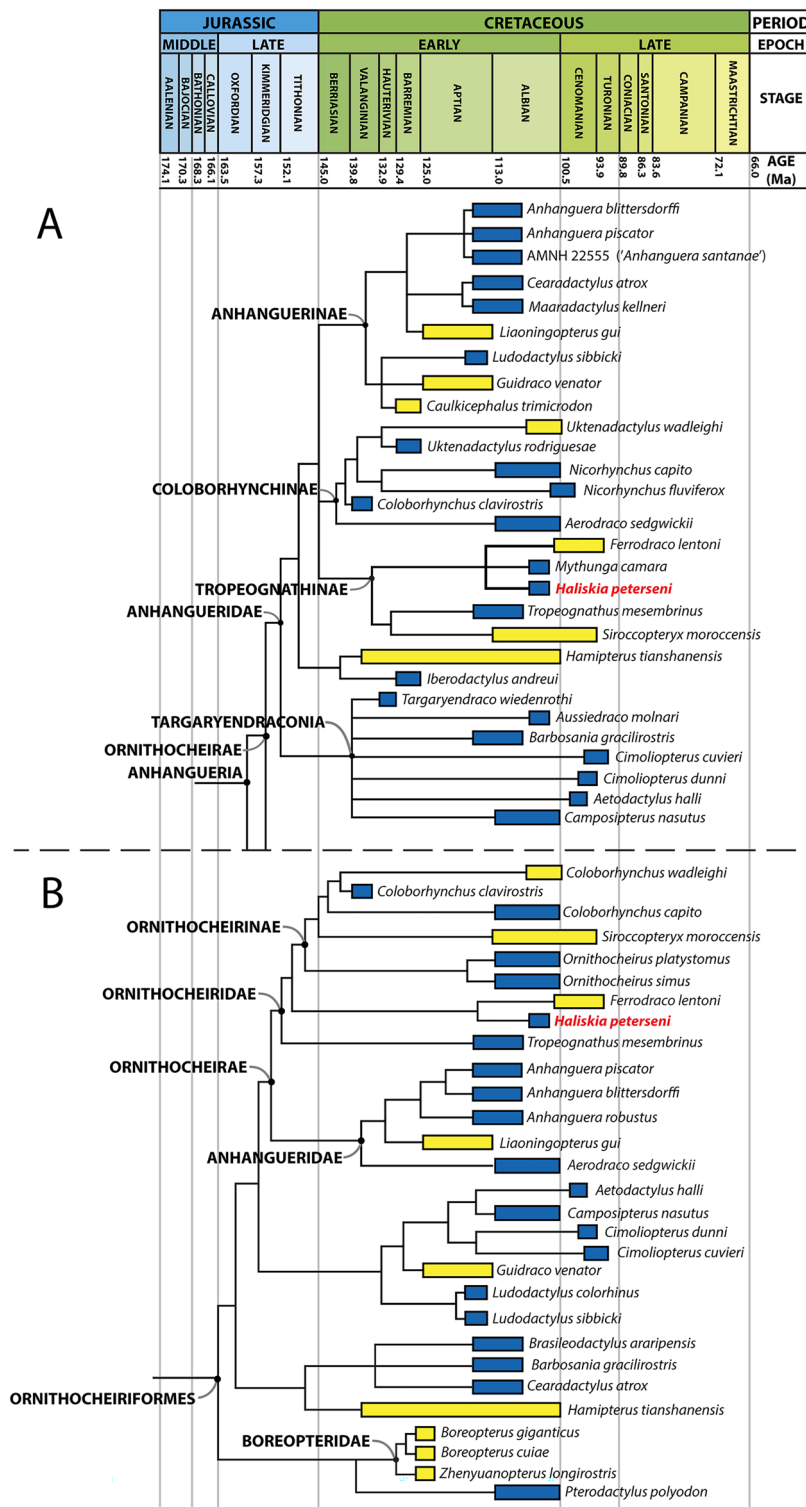 JURASSIC CRETACEOUS PERIOD
MIDDLE LATE EARLY LATE EPOCH
AALENIAN BAJOCIAN BATHONIAN CALLOVIAN OXFORDIAN KIMMERIDGIAN TITHONIAN BERRIASIAN VALANGINIAN HAUTERIVIAN BARREMIAN APTIAN ALBIAN CENOMANIAN TURONIAN CONIACIAN SANTONIAN CAMPANIAN MAASTRICHTIAN STAGE
174.1 170.3 168.3 166.1 163.5 157.3 152.1 145.0 139.8 132.9 129.4 125.0 113.0 100.5 93.9 89.8 86.3 83.6 72.1 66.0 AGE
(Ma)
A
Anhanguera blittersdorffi
Anhanguera piscator
AMNH 22555 ('Anhanguera santanae')
Cearadactylus atrox
Maaradactylus kellneri
ANHANGUERINAE
Liaoningopterus gui
Ludodactylus sibbicki
Guidraco venator
Caulkicephalus trimicrodon
Uktenadactylus wadleighi
Uktenadactylus rodriguesae
Nicorhynchus capito
COLOBORHYNCHINAE
Nicorhynchus fluviferox
Coloborhynchus clavirostris
Aerodraco sedgwickii
Ferrodraco lentoni
Mythunga camara
TROPEOGNATHINAE
Haliskia peterseni
ANHANGUERIDAE
Tropeognathus mesembrinus
Siroccopteryx moroccensis
Hamipterus tianshanensis
Iberodactylus andreui
Targaryendraco wiedenrothi
TARGARYENDRACONIA
Aussiedraco molnari
Barbosania gracilirostris
ORNITHOCHEIRAE
Cimoliopterus cuvieri
ANHANGUERIA
Cimoliopterus dunni
Aetodactylus halli
Camposipterus nasutus
B
Coloborhynchus wadleighi
Coloborhynchus clavirostris
Coloborhynchus capito
ORNITHOCHEIRINAE
Siroccopteryx moroccensis
Ornithocheirus platystomus
Ornithocheirus simus
ORNITHOCHEIRIDAE
Ferrodraco lentoni
Haliskia peterseni
Tropeognathus mesembrinus
ORNITHOCHEIRAE
Anhanguera piscator
Anhanguera blittersdorffi
Anhanguera robustus
Liaoningopterus gui
ANHANGUERIDAE
Aerodraco sedgwickii
Aetodactylus halli
Camposipterus nasutus
Cimoliopterus dunni
Cimoliopterus cuvieri
Guidraco venator
Ludodactylus colorhinus
Ludodactylus sibbicki
Brasileodactylus araripensis
Barbosania gracilirostris
Cearadactylus atrox
ORNITHOCHEIRIFORMES
Hamipterus tianshanensis
Boreopterus giganticus
BOREOPTERIDAE
Boreopterus cuiae
Zhenyuanopterus longirostris
Pterodactylus polyodon